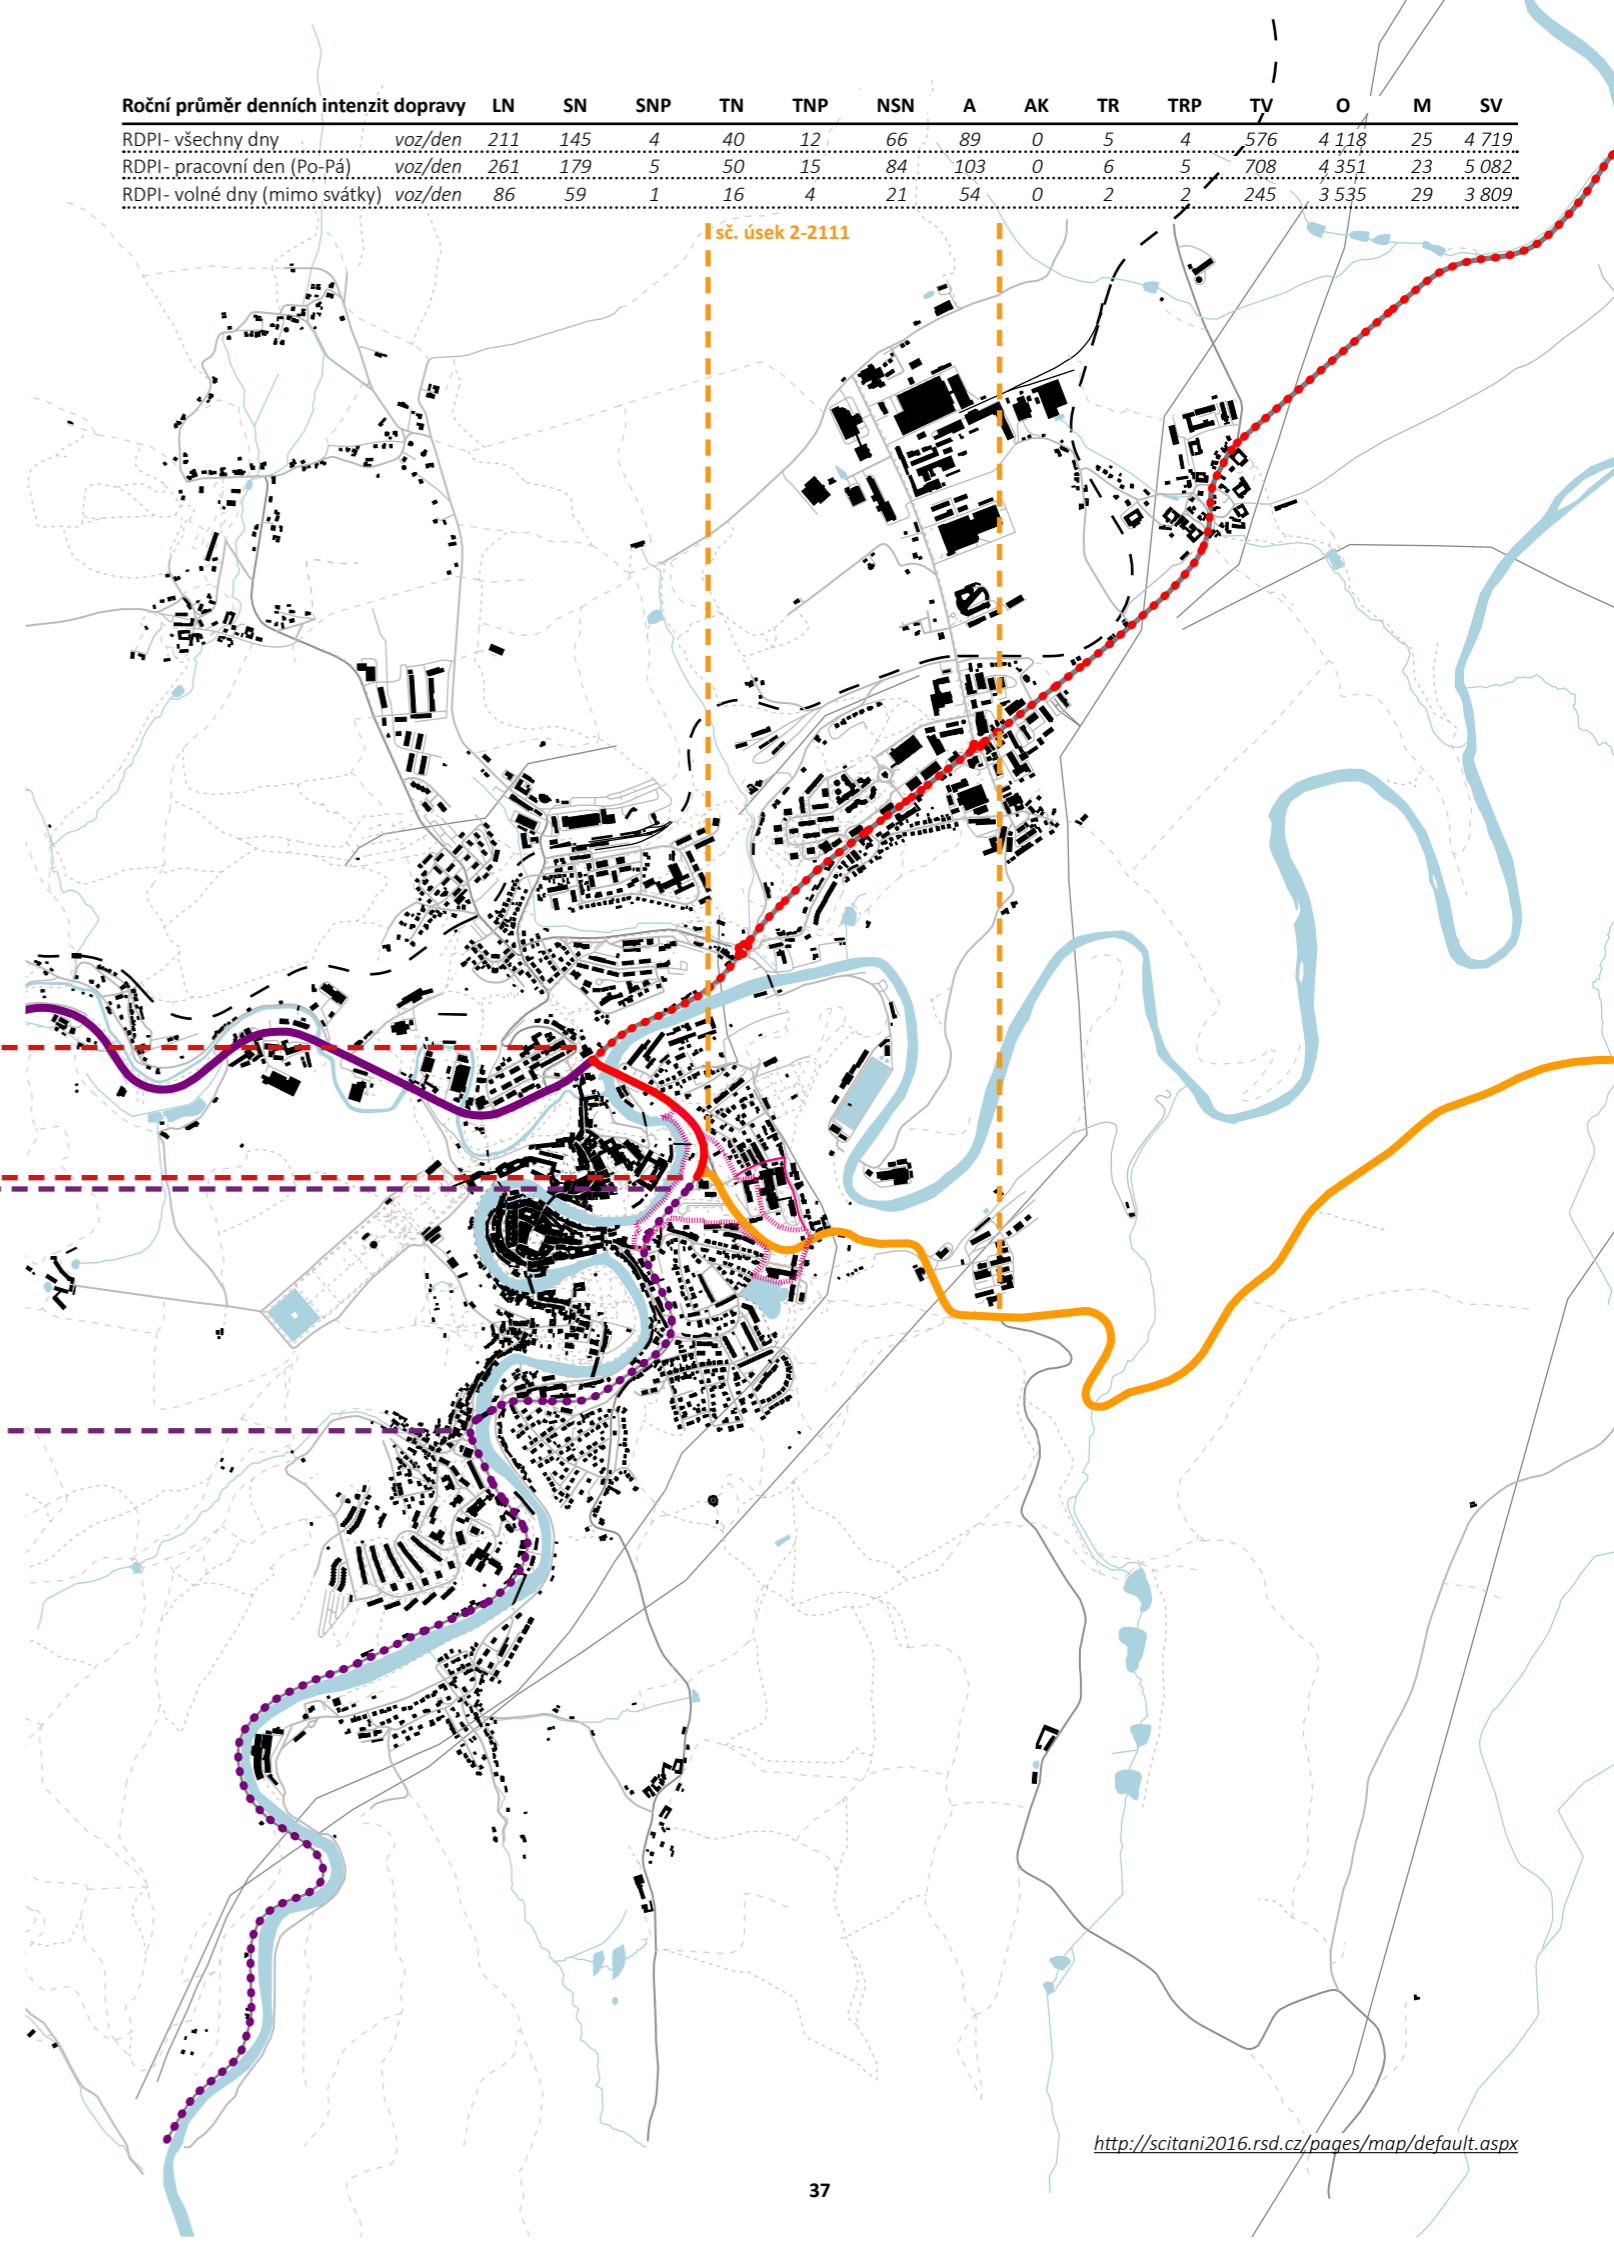 Roční průměr denních intenzit dopravy LN SN SNP TN TNP NSN A AK TR TRP TV O M SV
RDPI- všechny dny voz/den 211 145 4 40 12 66 89 0 5 4 576 4 118 25 4 719
RDPI- pracovní den (Po-Pá) voz/den 261 179 5 50 15 84 103 0 6 5 708 4 351 23 5 082
RDPI- volné dny (mimo svátky) voz/den 86 59 1 16 4 21 54 0 2 2 245 3 535 29 3 809
sč. úsek 2-2111
http://scitani2016.rsd.cz/pages/map/default.aspx
37